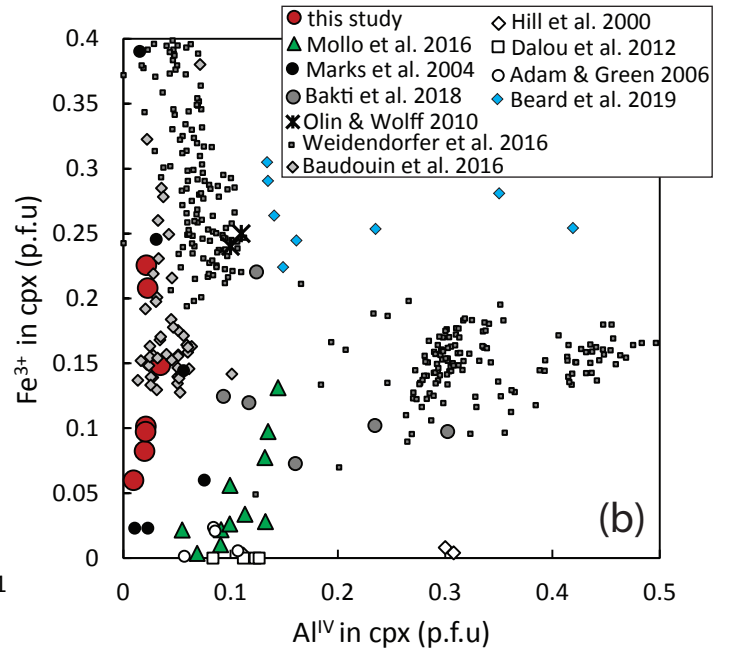 this study
Mollo et al. 2016
Marks et al. 2004
Bakti et al. 2018
Olin & Wolff 2010
Weidendorfer et al. 2016
Baudouin et al. 2016
Hill et al. 2000
Dalou et al. 2012
Adam & Green 2006
Beard et al. 2019
0.4
0.35
0.3
0.25
0.2
0.15
0.1
0.05
0
Fe3+ in cpx (p.f.u)
(b)
0 0.1 0.2 0.3 0.4 0.5
AlIV in cpx (p.f.u)
1